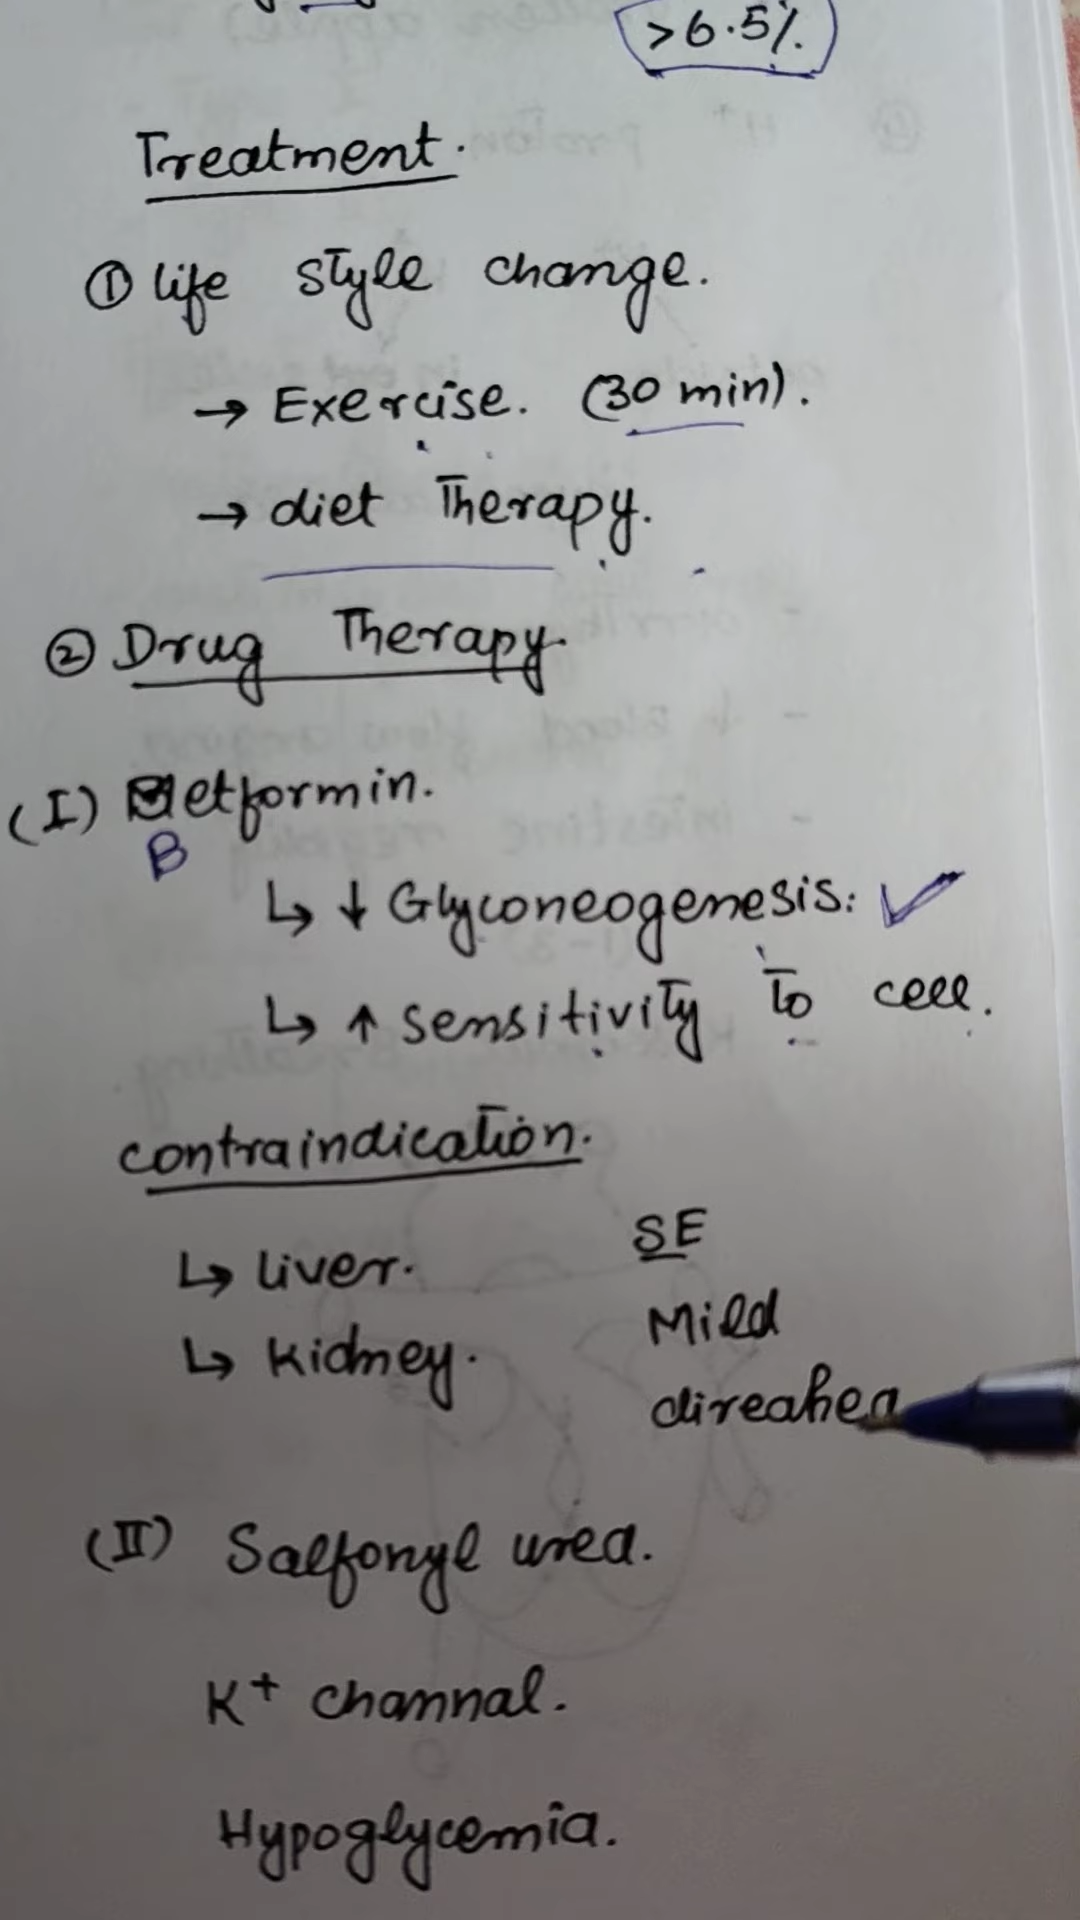 >6.5%.
Treatment.
① life style change.
→ Exercise. (30 min).
→ diet Therapy.
② Drug Therapy.
(I) Metformin.
B
↳ ↓ Glyconeogenesis: ✓
↳ ↑ sensitivity to cell.
contraindication.
↳ liver.
↳ kidney.
SE
Mild
direahea
(II) Salfonyl urea.
K+ channal.
Hypoglycemia.